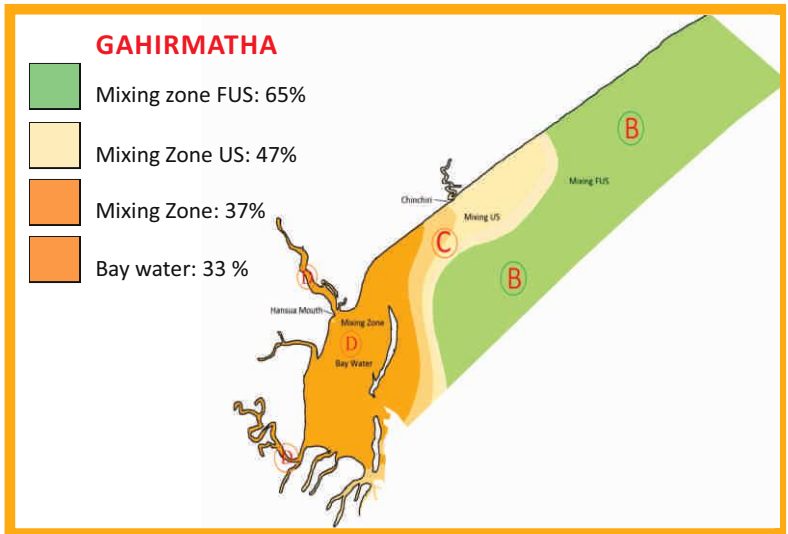 GAHIRMATHA
Mixing zone FUS: 65%
Mixing Zone US: 47%
Mixing Zone: 37%
Bay water: 33 %
B
Mixing FUS
Chinchiri
Mixing US
C
B
D
Hansua Mouth
Mixing Zone
D
Bay Water
D